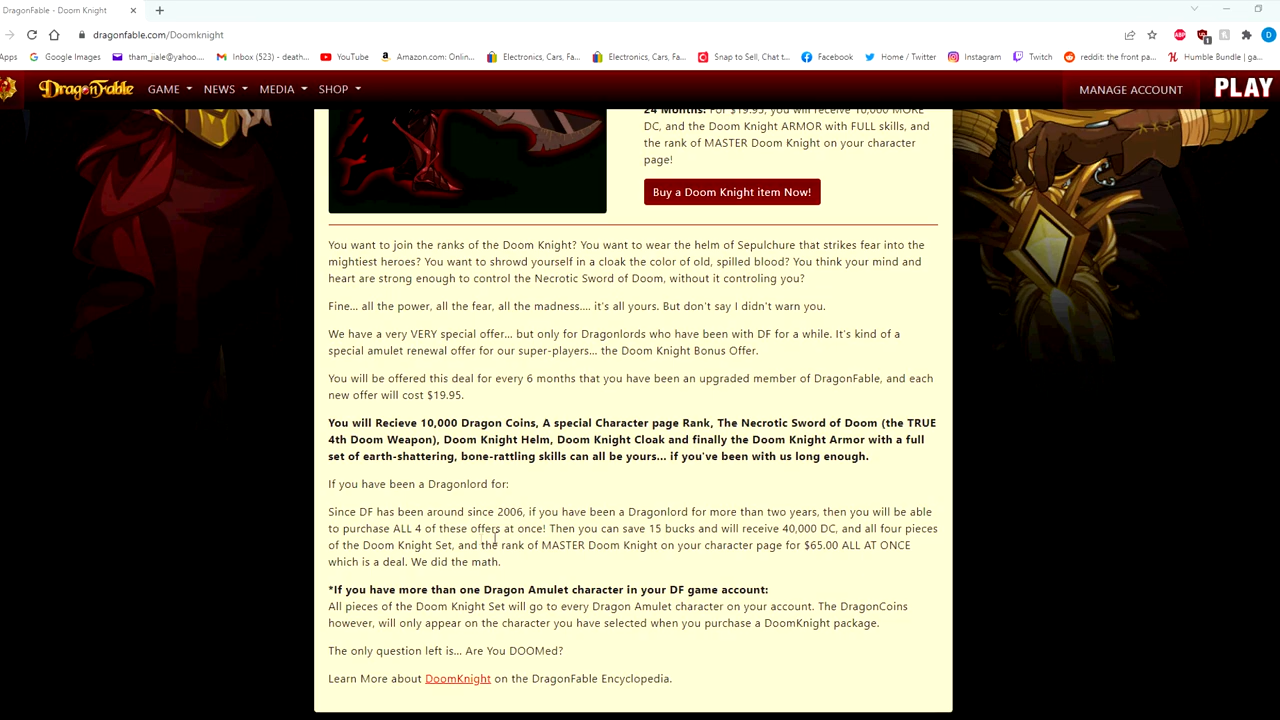 DragonFable - Doom Knight
dragonfable.com/Doomknight
Apps Google Images tham_jiale@yahoo.... Inbox (523) - death... YouTube Amazon.com: Onlin... Electronics, Cars, Fa... Electronics, Cars, Fa... Snap to Sell, Chat t... Facebook Home / Twitter Instagram Twitch reddit: the front pa... Humble Bundle | ga...
DragonFable GAME NEWS MEDIA SHOP MANAGE ACCOUNT PLAY
24 Months: For $19.95, you will receive 10,000 MORE
DC, and the Doom Knight ARMOR with FULL skills, and
the rank of MASTER Doom Knight on your character
page!
Buy a Doom Knight item Now!
You want to join the ranks of the Doom Knight? You want to wear the helm of Sepulchure that strikes fear into the
mightiest heroes? You want to shrowd yourself in a cloak the color of old, spilled blood? You think your mind and
heart are strong enough to control the Necrotic Sword of Doom, without it controling you?
Fine... all the power, all the fear, all the madness.... it's all yours. But don't say I didn't warn you.
We have a very VERY special offer... but only for Dragonlords who have been with DF for a while. It's kind of a
special amulet renewal offer for our super-players... the Doom Knight Bonus Offer.
You will be offered this deal for every 6 months that you have been an upgraded member of DragonFable, and each
new offer will cost $19.95.
You will Recieve 10,000 Dragon Coins, A special Character page Rank, The Necrotic Sword of Doom (the TRUE
4th Doom Weapon), Doom Knight Helm, Doom Knight Cloak and finally the Doom Knight Armor with a full
set of earth-shattering, bone-rattling skills can all be yours... if you've been with us long enough.
If you have been a Dragonlord for:
Since DF has been around since 2006, if you have been a Dragonlord for more than two years, then you will be able
to purchase ALL 4 of these offers at once! Then you can save 15 bucks and will receive 40,000 DC, and all four pieces
of the Doom Knight Set, and the rank of MASTER Doom Knight on your character page for $65.00 ALL AT ONCE
which is a deal. We did the math.
*If you have more than one Dragon Amulet character in your DF game account:
All pieces of the Doom Knight Set will go to every Dragon Amulet character on your account. The DragonCoins
however, will only appear on the character you have selected when you purchase a DoomKnight package.
The only question left is... Are You DOOMed?
Learn More about DoomKnight on the DragonFable Encyclopedia.